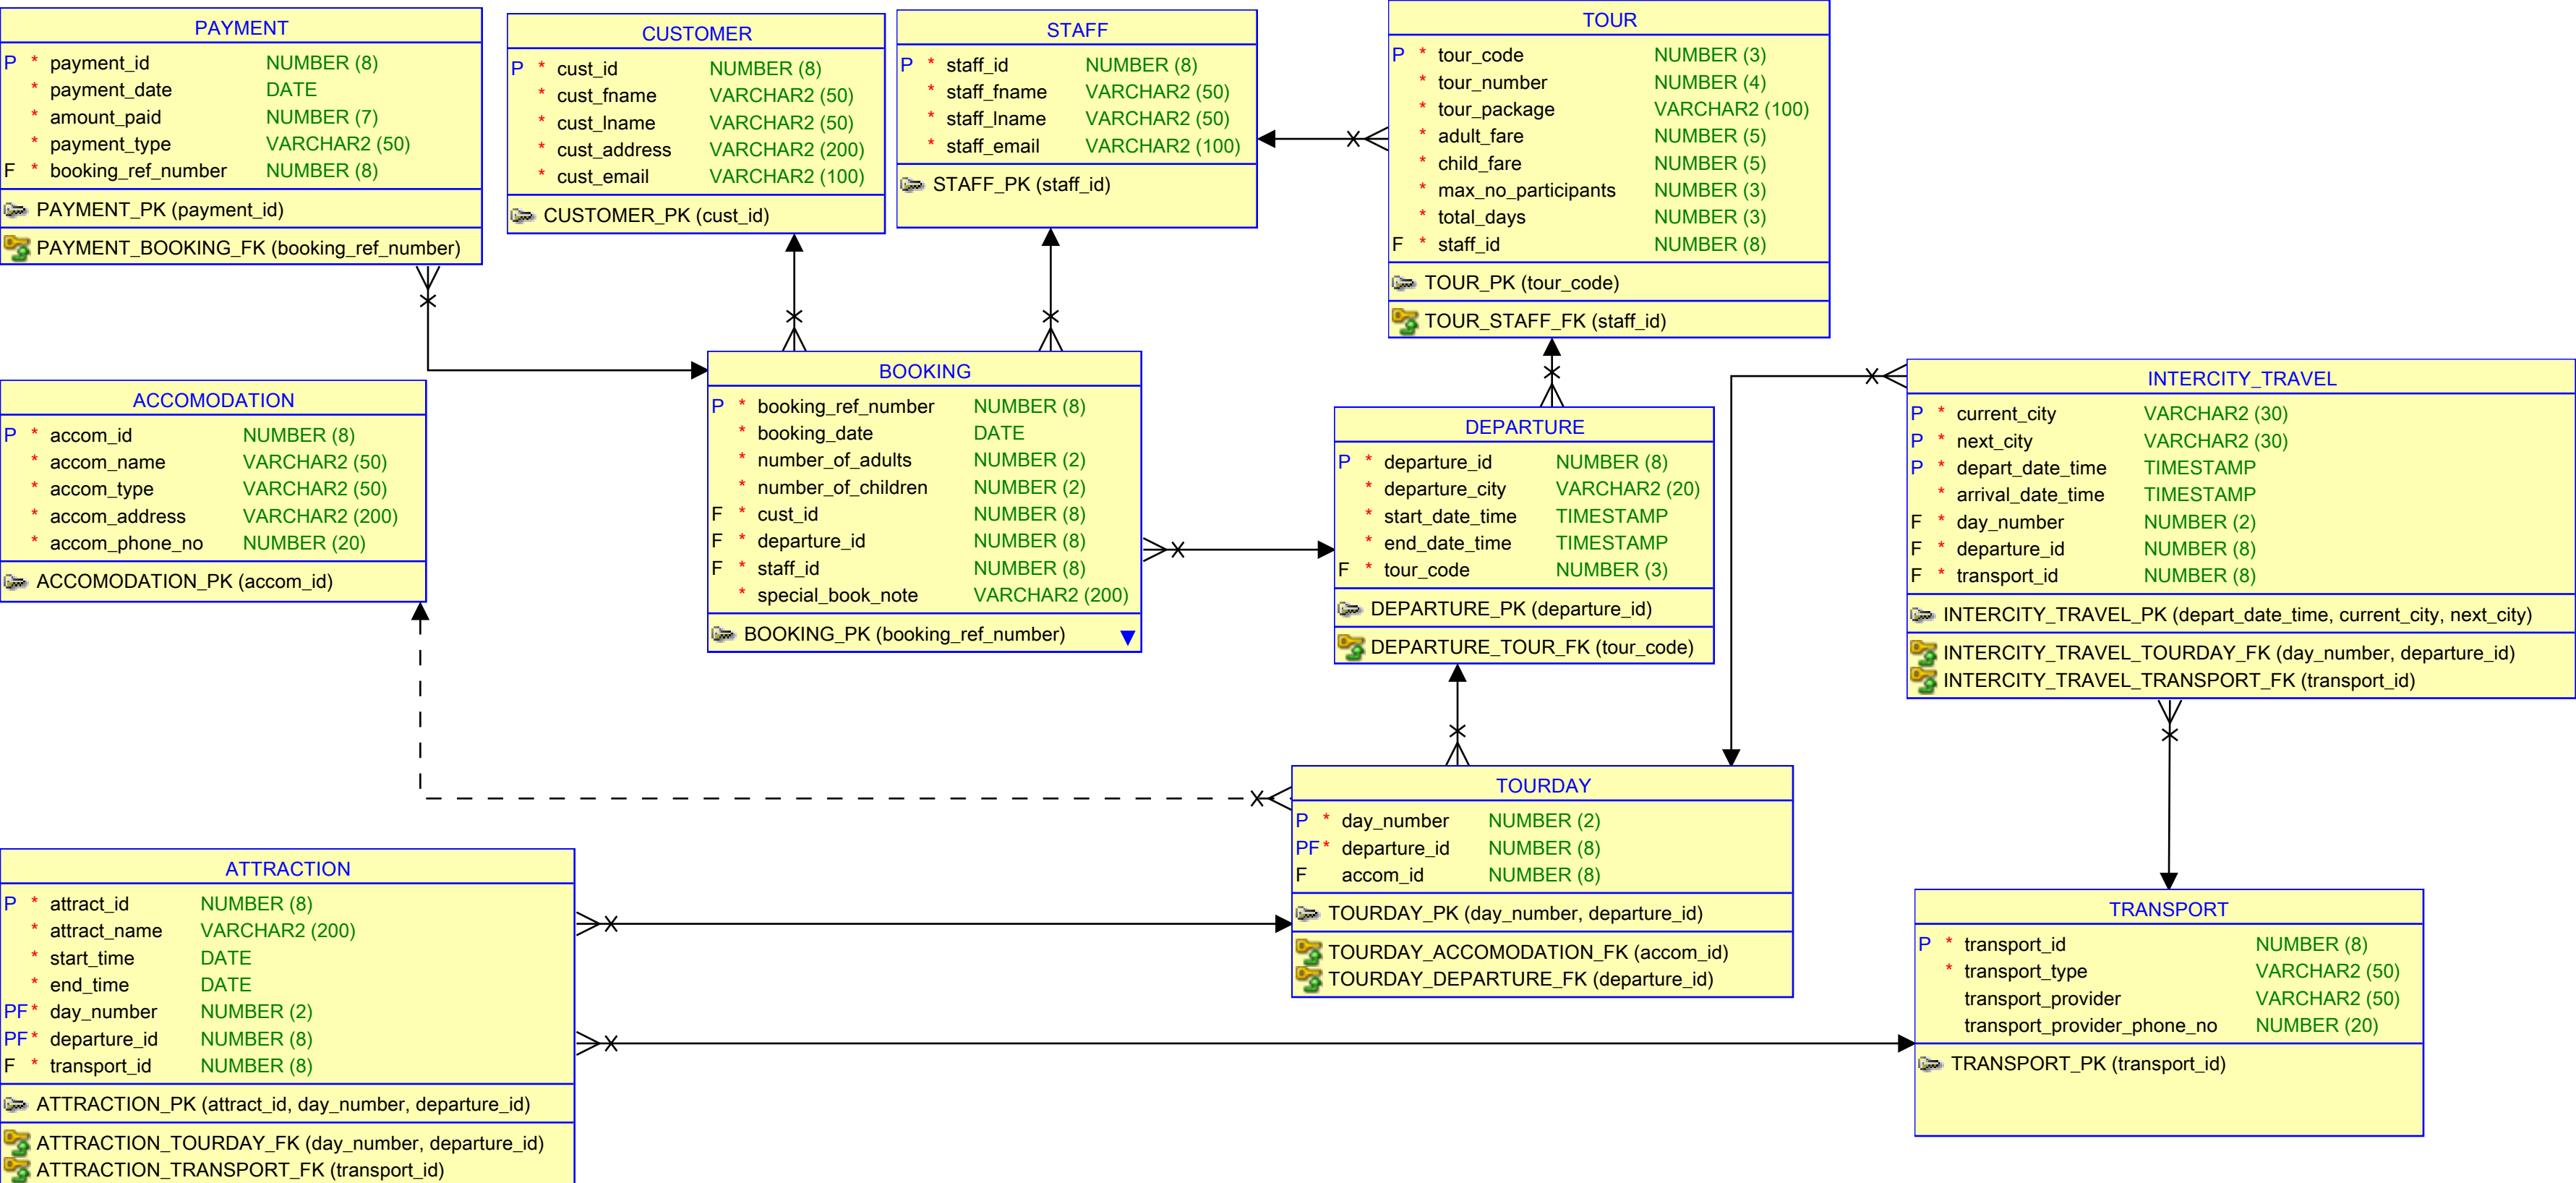 PAYMENT
P * payment_id NUMBER (8)
* payment_date DATE
* amount_paid NUMBER (7)
* payment_type VARCHAR2 (50)
F * booking_ref_number NUMBER (8)
PAYMENT_PK (payment_id)
PAYMENT_BOOKING_FK (booking_ref_number)
CUSTOMER
P * cust_id NUMBER (8)
* cust_fname VARCHAR2 (50)
* cust_lname VARCHAR2 (50)
* cust_address VARCHAR2 (200)
* cust_email VARCHAR2 (100)
CUSTOMER_PK (cust_id)
STAFF
P * staff_id NUMBER (8)
* staff_fname VARCHAR2 (50)
* staff_lname VARCHAR2 (50)
* staff_email VARCHAR2 (100)
STAFF_PK (staff_id)
TOUR
P * tour_code NUMBER (3)
* tour_number NUMBER (4)
* tour_package VARCHAR2 (100)
* adult_fare NUMBER (5)
* child_fare NUMBER (5)
* max_no_participants NUMBER (3)
* total_days NUMBER (3)
F * staff_id NUMBER (8)
TOUR_PK (tour_code)
TOUR_STAFF_FK (staff_id)
ACCOMODATION
P * accom_id NUMBER (8)
* accom_name VARCHAR2 (50)
* accom_type VARCHAR2 (50)
* accom_address VARCHAR2 (200)
* accom_phone_no NUMBER (20)
ACCOMODATION_PK (accom_id)
BOOKING
P * booking_ref_number NUMBER (8)
* booking_date DATE
* number_of_adults NUMBER (2)
* number_of_children NUMBER (2)
F * cust_id NUMBER (8)
F * departure_id NUMBER (8)
F * staff_id NUMBER (8)
* special_book_note VARCHAR2 (200)
BOOKING_PK (booking_ref_number)
DEPARTURE
P * departure_id NUMBER (8)
* departure_city VARCHAR2 (20)
* start_date_time TIMESTAMP
* end_date_time TIMESTAMP
F * tour_code NUMBER (3)
DEPARTURE_PK (departure_id)
DEPARTURE_TOUR_FK (tour_code)
INTERCITY_TRAVEL
P * current_city VARCHAR2 (30)
P * next_city VARCHAR2 (30)
P * depart_date_time TIMESTAMP
* arrival_date_time TIMESTAMP
F * day_number NUMBER (2)
F * departure_id NUMBER (8)
F * transport_id NUMBER (8)
INTERCITY_TRAVEL_PK (depart_date_time, current_city, next_city)
INTERCITY_TRAVEL_TOURDAY_FK (day_number, departure_id)
INTERCITY_TRAVEL_TRANSPORT_FK (transport_id)
TOURDAY
P * day_number NUMBER (2)
PF * departure_id NUMBER (8)
F accom_id NUMBER (8)
TOURDAY_PK (day_number, departure_id)
TOURDAY_ACCOMODATION_FK (accom_id)
TOURDAY_DEPARTURE_FK (departure_id)
ATTRACTION
P * attract_id NUMBER (8)
* attract_name VARCHAR2 (200)
* start_time DATE
* end_time DATE
PF * day_number NUMBER (2)
PF * departure_id NUMBER (8)
F * transport_id NUMBER (8)
ATTRACTION_PK (attract_id, day_number, departure_id)
ATTRACTION_TOURDAY_FK (day_number, departure_id)
ATTRACTION_TRANSPORT_FK (transport_id)
TRANSPORT
P * transport_id NUMBER (8)
* transport_type VARCHAR2 (50)
transport_provider VARCHAR2 (50)
transport_provider_phone_no NUMBER (20)
TRANSPORT_PK (transport_id)